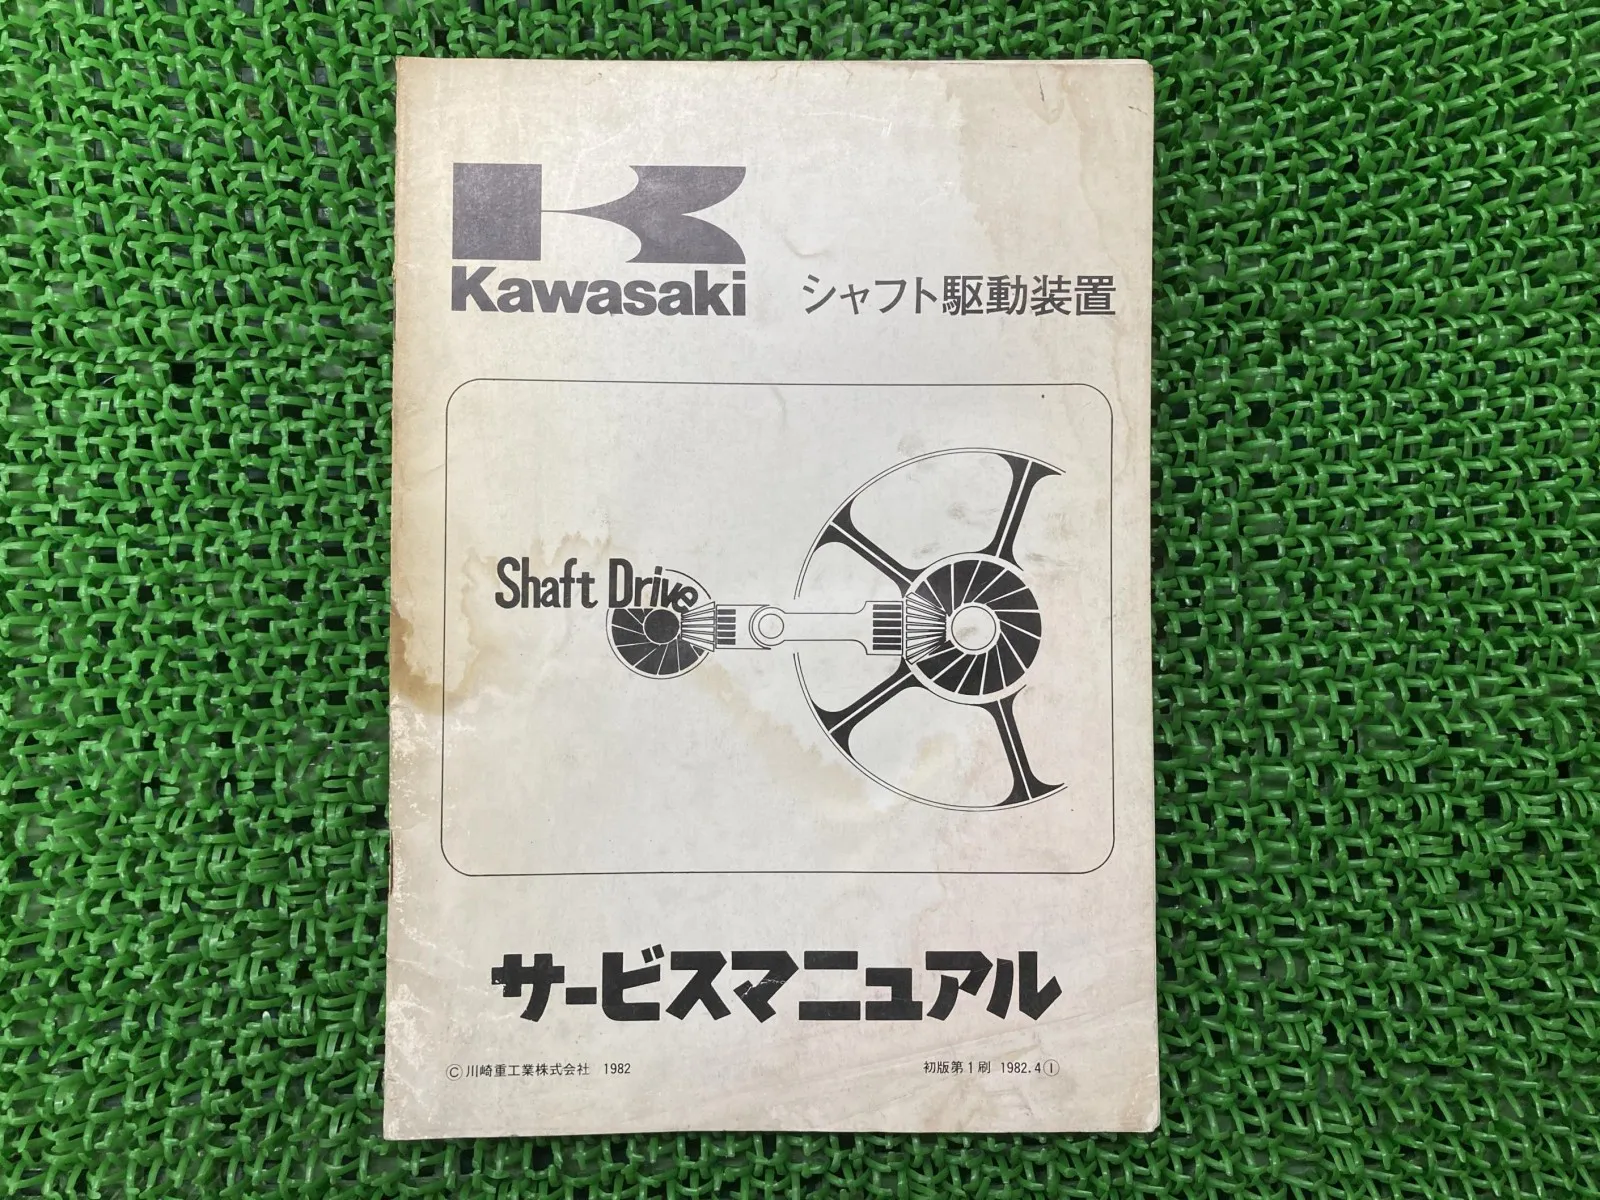 Kawasaki
シャフト駆動装置
Shaft Drive
サービスマニュアル
©川崎重工業株式会社 1982
初版第1刷 1982.4①